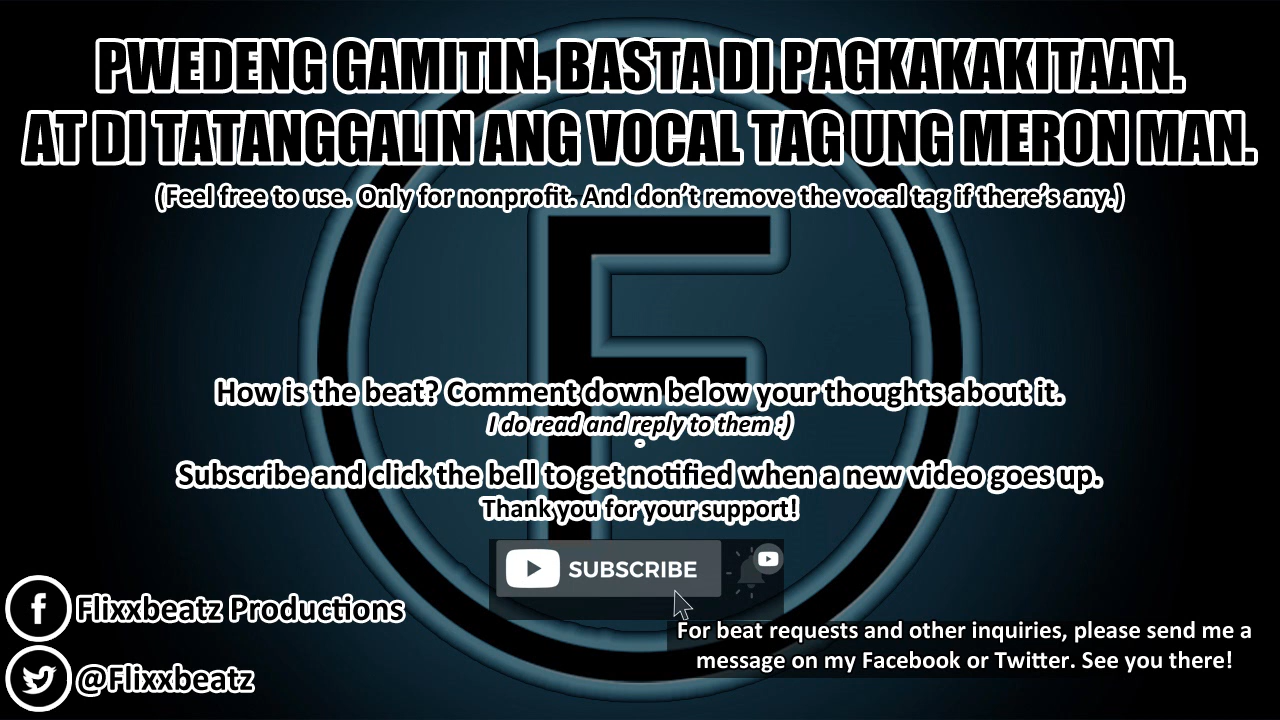 PWEDENG GAMITIN. BASTA DI PAGKAKAKITAAN.
AT DI TATANGGALIN ANG VOCAL TAG UNG MERON MAN.
(Feel free to use. Only for nonprofit. And don't remove the vocal tag if there's any.)
F
How is the beat? Comment down below your thoughts about it.
I do read and reply to them :)
-
Subscribe and click the bell to get notified when a new video goes up.
Thank you for your support!
SUBSCRIBE
f Flixxbeatz Productions
@Flixxbeatz
For beat requests and other inquiries, please send me a
message on my Facebook or Twitter. See you there!